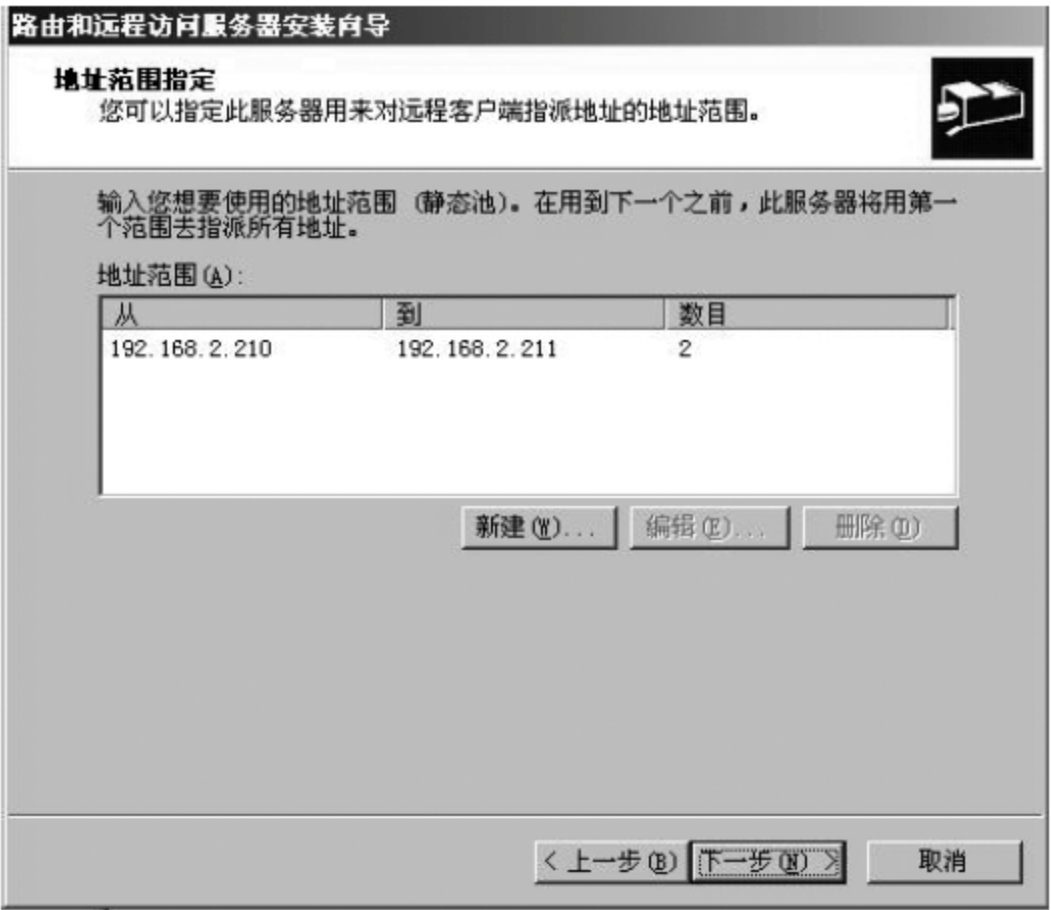 路由和远程访问服务器安装向导
地址范围指定
您可以指定此服务器用来对远程客户端指派地址的地址范围。
输入您想要使用的地址范围 (静态池)。在用到下一个之前，此服务器将用第一
个范围去指派所有地址。
地址范围(A):
从 到 数目
192.168.2.210 192.168.2.211 2
新建(W)... 编辑(E)... 删除(D)
< 上一步(B) 下一步(N) > 取消